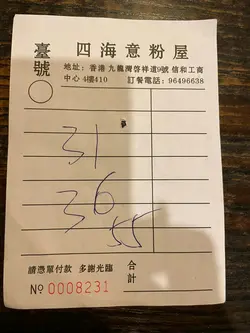 臺號
四海意粉屋
地址：香港九龍灣啓祥道9號信和工商
中心4樓410 訂餐電話：96496638
31
36
55
請憑單付款 多謝光臨
合計
Nº 0008231